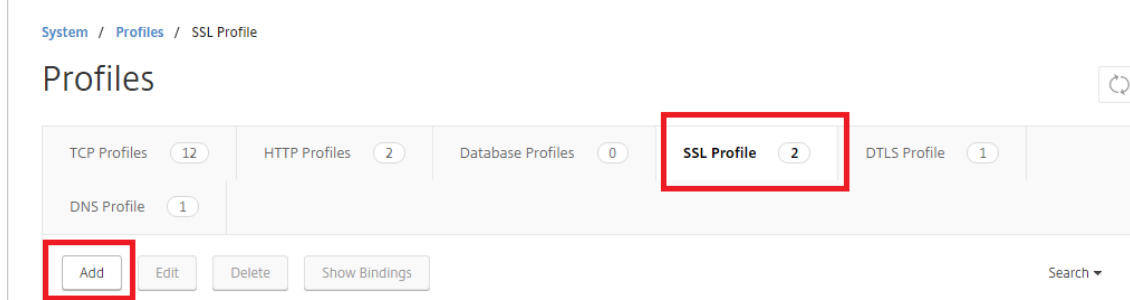 System / Profiles / SSL Profile
Profiles
TCP Profiles 12 HTTP Profiles 2 Database Profiles 0 SSL Profile 2 DTLS Profile 1
DNS Profile 1
Add Edit Delete Show Bindings Search